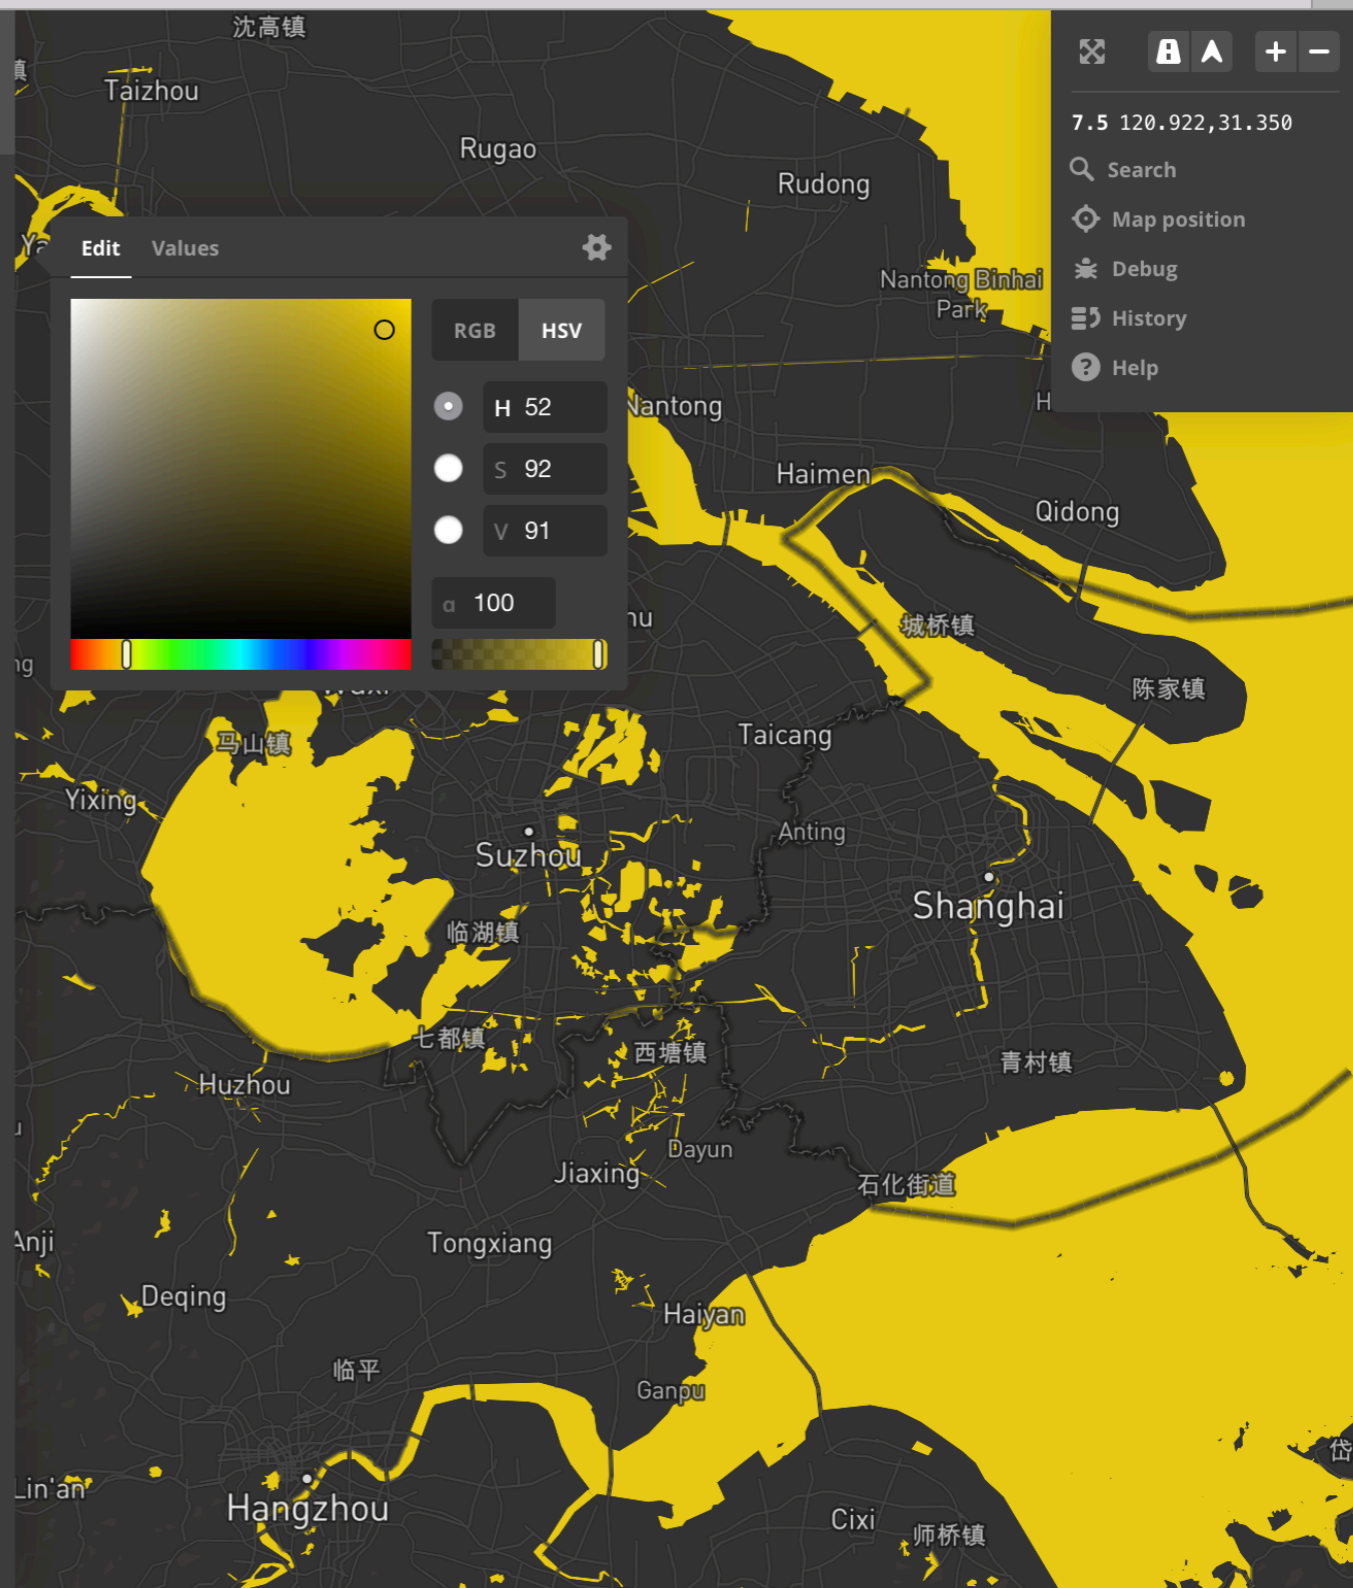 沈高镇
Taizhou
Rugao
Rudong
7.5 120.922,31.350
Search
Map position
Debug
History
Help
Edit Values
Nantong Binhai
Park
RGB HSV
H 52
S 92
V 91
α 100
Nantong
Haimen
Qidong
城桥镇
陈家镇
Taicang
马山镇
Yixing
Anting
Suzhou
Shanghai
临湖镇
七都镇
西塘镇
青村镇
Huzhou
Dayun
Jiaxing
石化街道
Anji
Tongxiang
Deqing
Haiyan
临平
Ganpu
Lin'an
Hangzhou
Cixi
师桥镇
岱